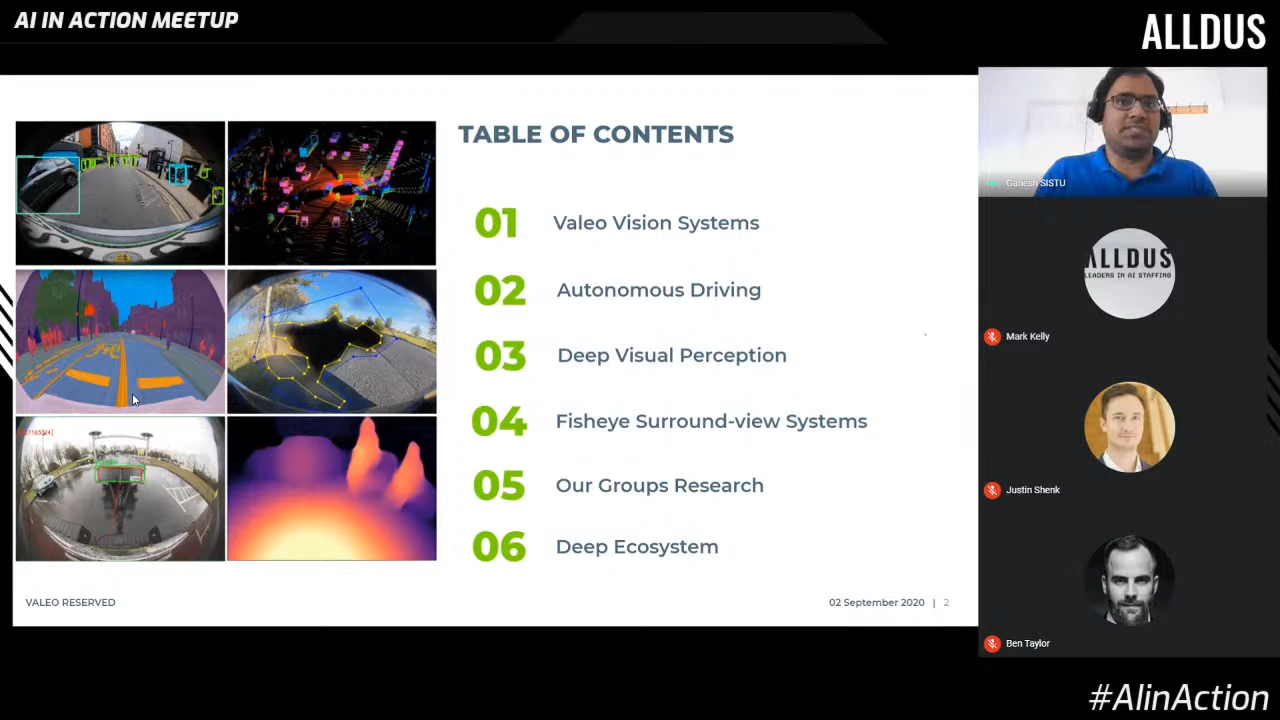 AI IN ACTION MEETUP
ALLDUS
TABLE OF CONTENTS
01 Valeo Vision Systems
02 Autonomous Driving
03 Deep Visual Perception
04 Fisheye Surround-view Systems
05 Our Groups Research
06 Deep Ecosystem
VALEO RESERVED
02 September 2020 | 2
Ganesh SISTU
ALLDUS
LEADERS IN AI STAFFING
Mark Kelly
Justin Shenk
Ben Taylor
#AIinAction